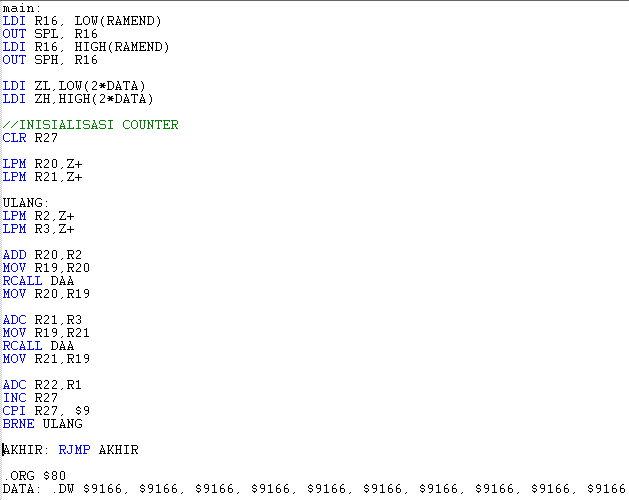 main:
LDI R16, LOW(RAMEND)
OUT SPL, R16
LDI R16, HIGH(RAMEND)
OUT SPH, R16
LDI ZL,LOW(2*DATA)
LDI ZH,HIGH(2*DATA)
//INISIALISASI COUNTER
CLR R27
LPM R20,Z+
LPM R21,Z+
ULANG:
LPM R2,Z+
LPM R3,Z+
ADD R20,R2
MOV R19,R20
RCALL DAA
MOV R20,R19
ADC R21,R3
MOV R19,R21
RCALL DAA
MOV R21,R19
ADC R22,R1
INC R27
CPI R27, $9
BRNE ULANG
AKHIR: RJMP AKHIR
.ORG $80
DATA: .DW $9166, $9166, $9166, $9166, $9166, $9166, $9166, $9166, $9166, $9166